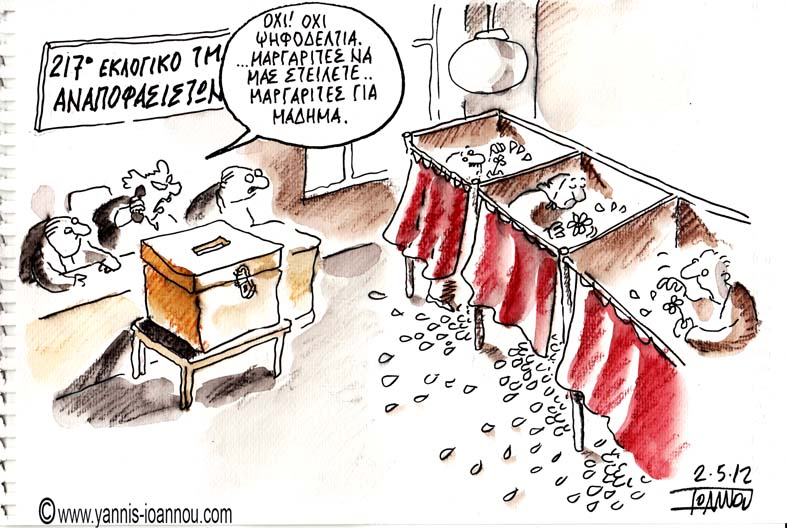 217ο ΕΚΛΟΓΙΚΟ ΤΜ
ΑΝΑΠΟΦΑΣΙΣΤΩΝ
ΟΧΙ! ΟΧΙ
ΨΗΦΟΔΕΛΤΙΑ.
...ΜΑΡΓΑΡΙΤΕΣ ΝΑ
ΜΑΣ ΣΤΕΙΛΕΤΕ..
ΜΑΡΓΑΡΙΤΕΣ ΓΙΑ
ΜΑΔΗΜΑ.
2.5.12
ΙΩΑΝΝΟΥ
©www.yannis-ioannou.com